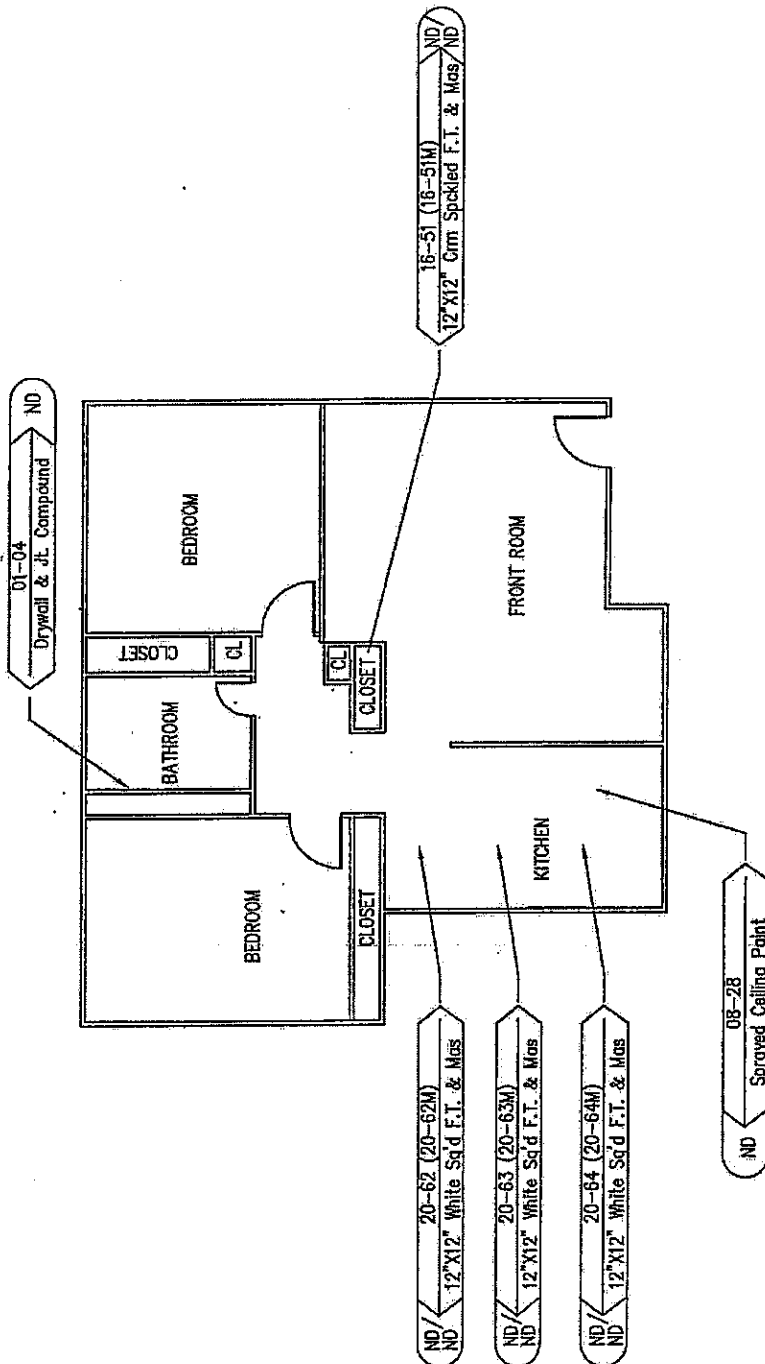 01-04
Drywall & Jt. Compound
ND
16-51 (16-51M)
12"X12" Crm Spckled F.T. & Mas
ND/
ND
BEDROOM
CLOSET
CL
BATHROOM
BEDROOM
CLOSET
CL
CLOSET
FRONT ROOM
KITCHEN
ND/
ND
20-62 (20-62M)
12"X12" White Sq'd F.T. & Mas
ND/
ND
20-63 (20-63M)
12"X12" White Sq'd F.T. & Mas
ND/
ND
20-64 (20-64M)
12"X12" White Sq'd F.T. & Mas
ND
08-28
Sprayed Ceiling Paint